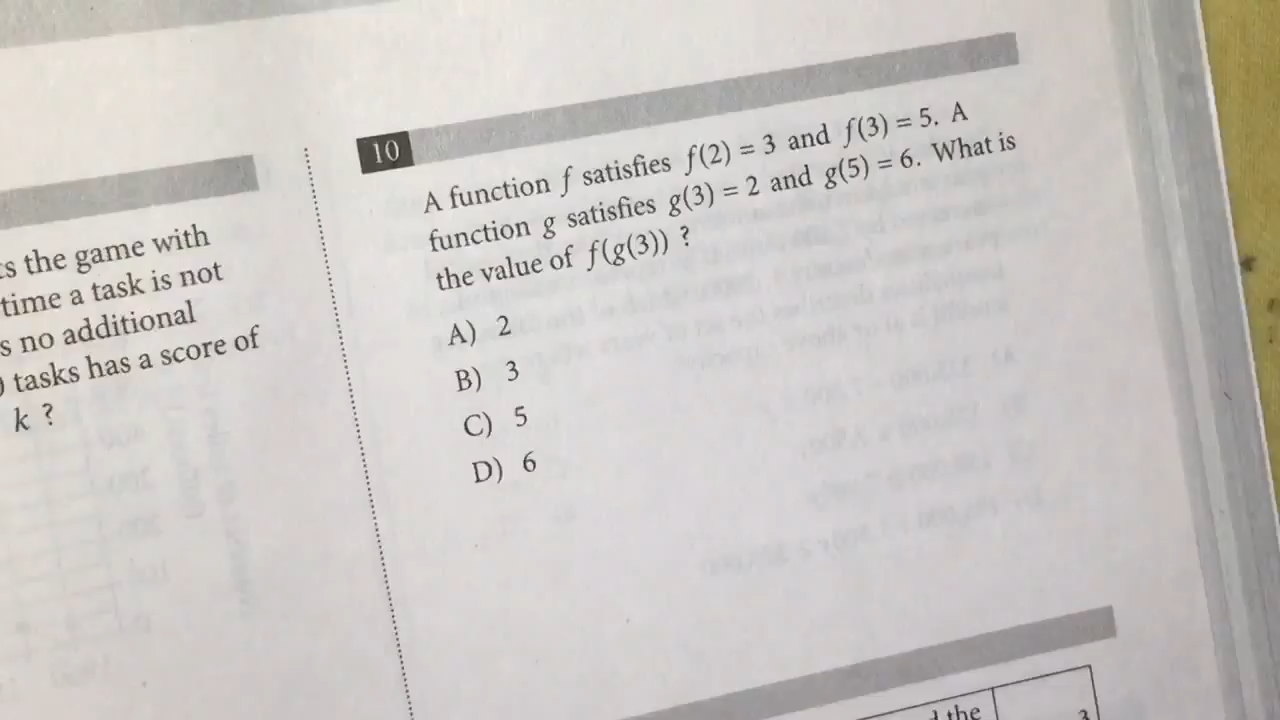 s the game with
time a task is not
s no additional
tasks has a score of
k ?
10
A function f satisfies f(2) = 3 and f(3) = 5. A
function g satisfies g(3) = 2 and g(5) = 6. What is
the value of f(g(3)) ?
A) 2
B) 3
C) 5
D) 6
the
3